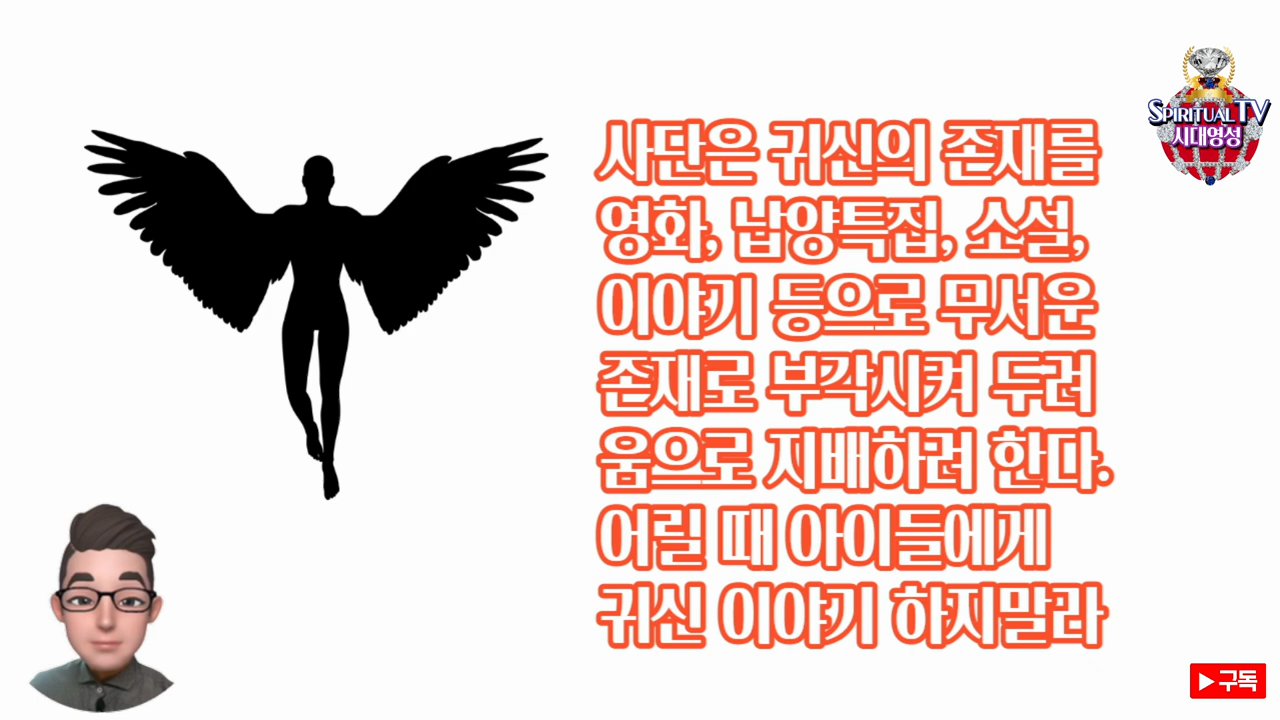 사단은 귀신의 존재를
영화, 납양특집, 소설,
이야기 등으로 무서운
존재로 부각시켜 두려
움으로 지배하려 한다.
어릴 때 아이들에게
귀신 이야기 하지말라
SPIRITUAL TV
시대영성
구독